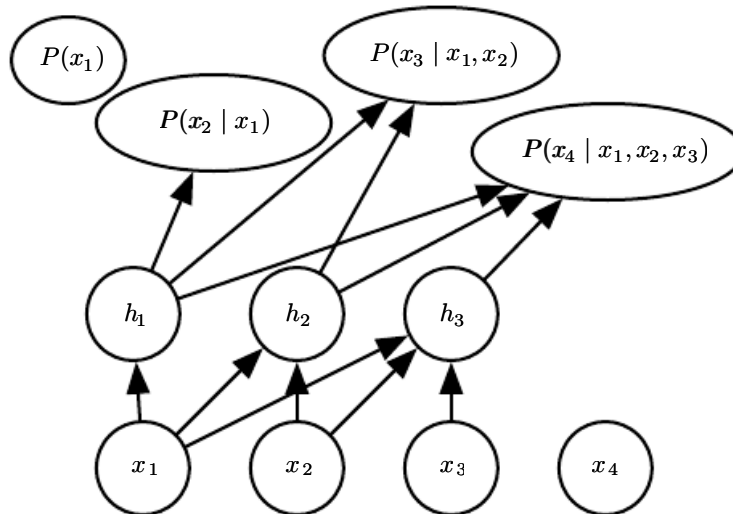 P(x₁)
P(x₃ | x₁, x₂)
P(x₂ | x₁)
P(x₄ | x₁, x₂, x₃)
h₁
h₂
h₃
x₁
x₂
x₃
x₄